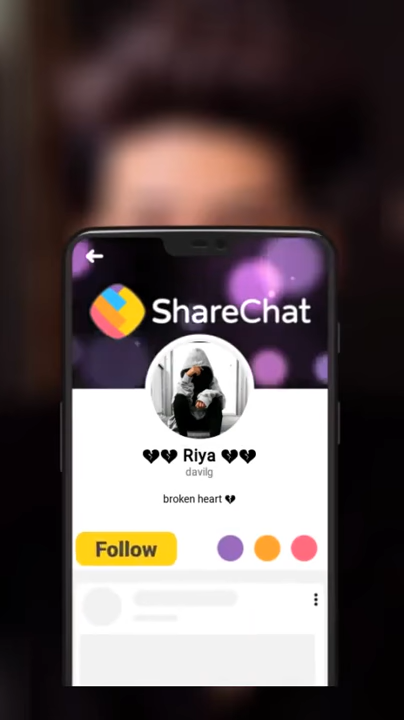 ShareChat
💔💔 Riya 💔💔
davilg
broken heart 💔
Follow